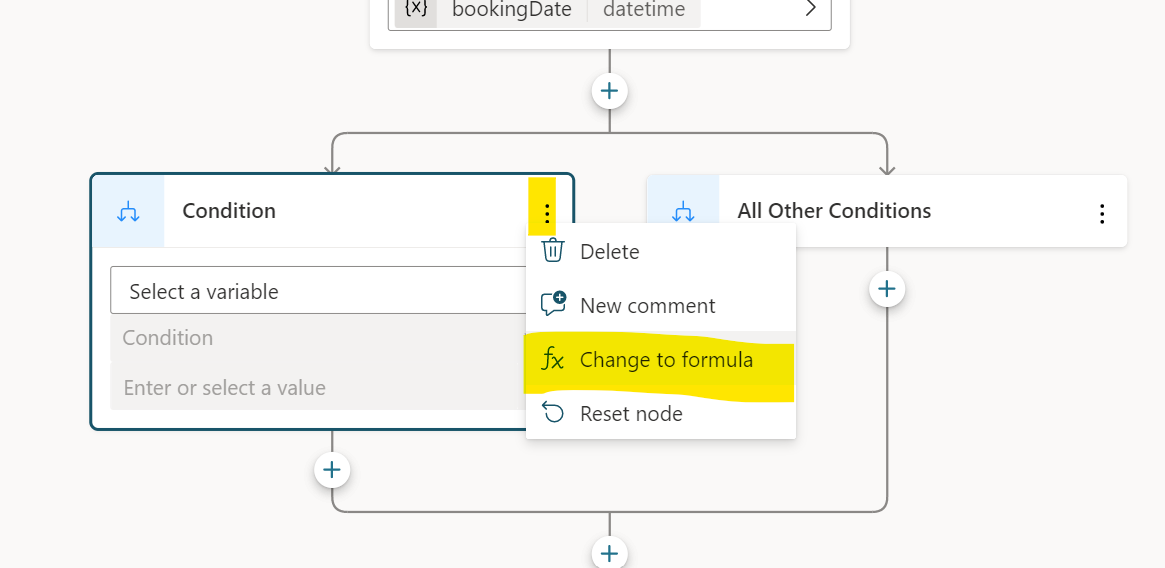 {x} bookingDate datetime
Condition
All Other Conditions
Select a variable
Condition
Enter or select a value
Delete
New comment
fx Change to formula
Reset node